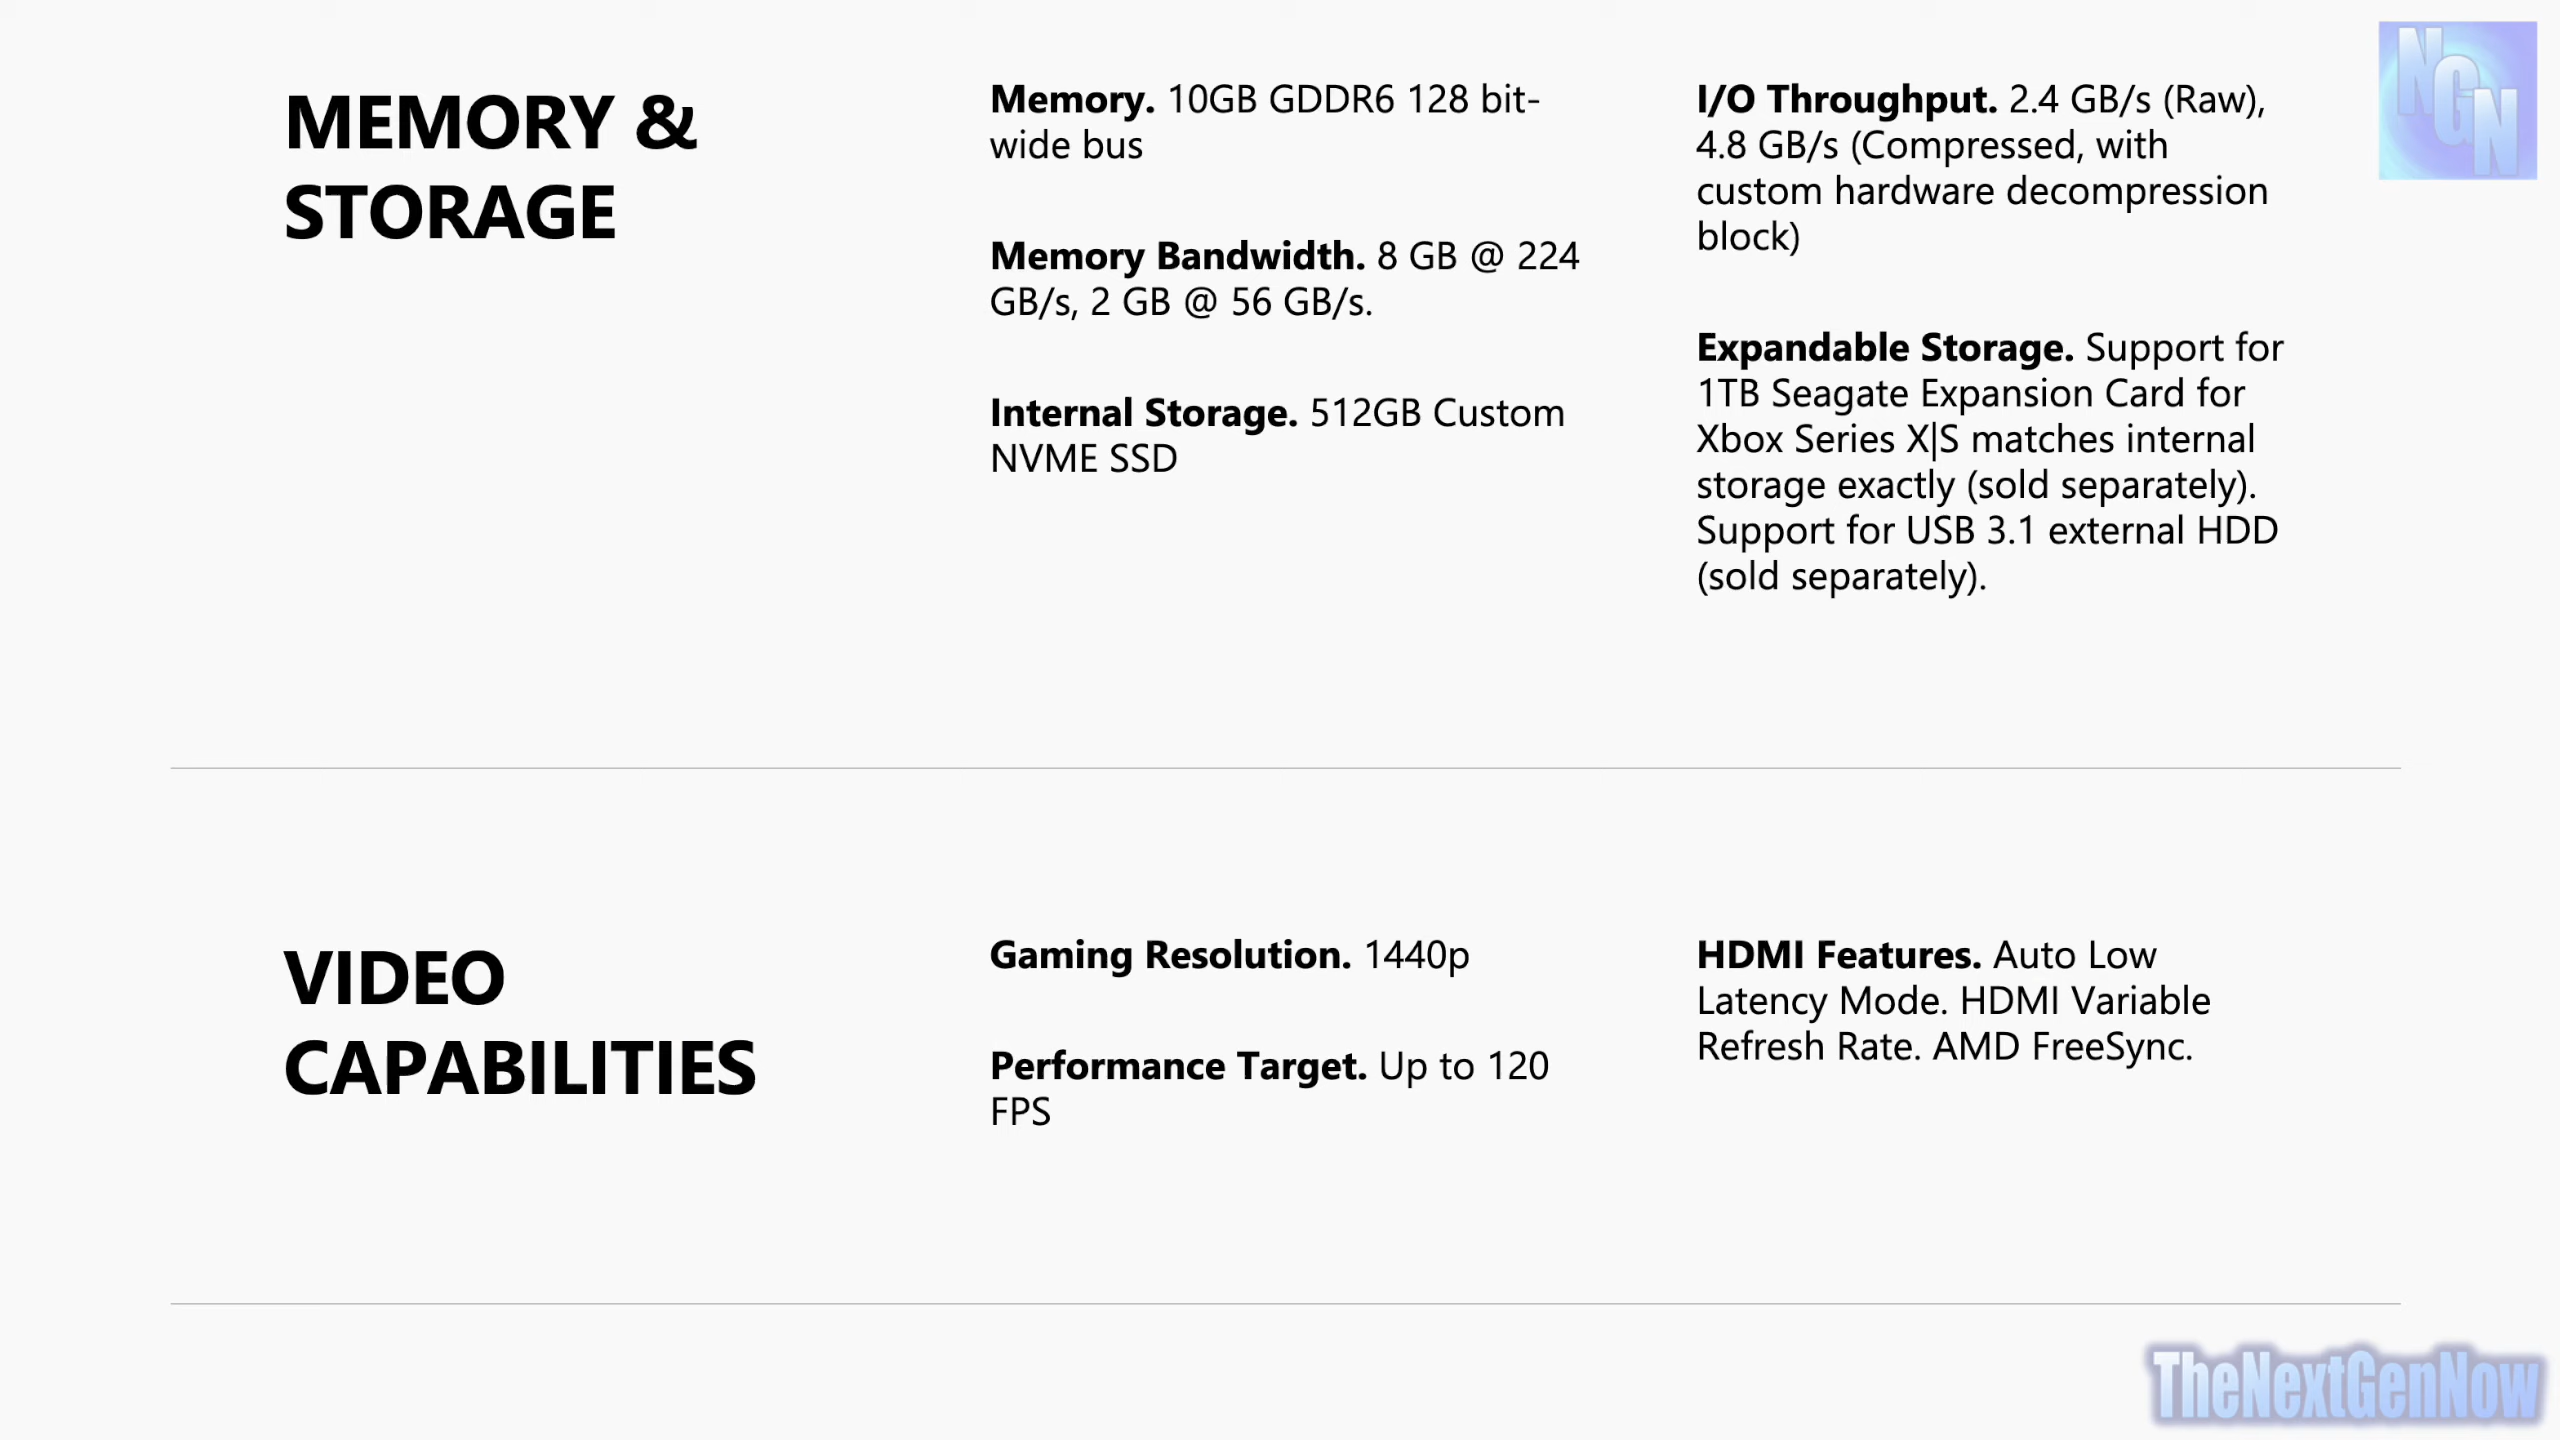 MEMORY &
STORAGE
Memory. 10GB GDDR6 128 bit-
wide bus
Memory Bandwidth. 8 GB @ 224
GB/s, 2 GB @ 56 GB/s.
Internal Storage. 512GB Custom
NVME SSD
I/O Throughput. 2.4 GB/s (Raw),
4.8 GB/s (Compressed, with
custom hardware decompression
block)
Expandable Storage. Support for
1TB Seagate Expansion Card for
Xbox Series X|S matches internal
storage exactly (sold separately).
Support for USB 3.1 external HDD
(sold separately).
NGN
VIDEO
CAPABILITIES
Gaming Resolution. 1440p
Performance Target. Up to 120
FPS
HDMI Features. Auto Low
Latency Mode. HDMI Variable
Refresh Rate. AMD FreeSync.
TheNextGenNow